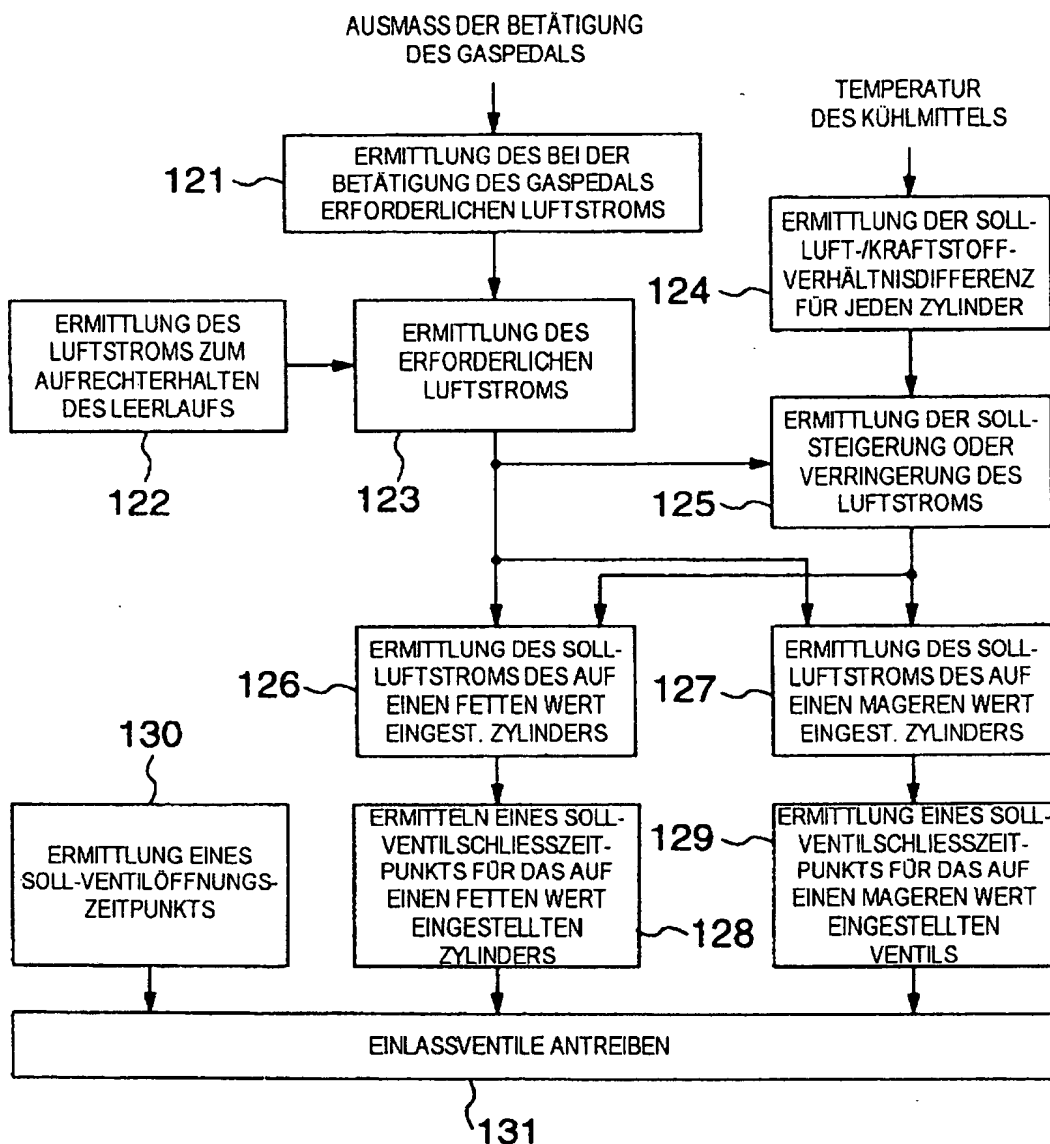 AUSMASS DER BETÄTIGUNG
DES GASPEDALS
TEMPERATUR
DES KÜHLMITTELS
121
ERMITTLUNG DES BEI DER
BETÄTIGUNG DES GASPEDALS
ERFORDERLICHEN LUFTSTROMS
ERMITTLUNG DER SOLL-
LUFT-/KRAFTSTOFF-
VERHÄLTNISDIFFERENZ
FÜR JEDEN ZYLINDER
124
ERMITTLUNG DES
LUFTSTROMS ZUM
AUFRECHTERHALTEN
DES LEERLAUFS
122
ERMITTLUNG DES
ERFORDERLICHEN
LUFTSTROMS
123
ERMITTLUNG DER SOLL-
STEIGERUNG ODER
VERRINGERUNG DES
LUFTSTROMS
125
126
ERMITTLUNG DES SOLL-
LUFTSTROMS DES AUF
EINEN FETTEN WERT
EINGEST. ZYLINDERS
127
ERMITTLUNG DES SOLL-
LUFTSTROMS DES AUF
EINEN MAGEREN WERT
EINGEST. ZYLINDERS
130
ERMITTLUNG EINES
SOLL-VENTILÖFFNUNGS-
ZEITPUNKTS
ERMITTELN EINES SOLL-
VENTILSCHLIESSZEIT-
PUNKTS FÜR DAS AUF
EINEN FETTEN WERT
EINGESTELLTEN
ZYLINDERS
128
129
ERMITTLUNG EINES SOLL-
VENTILSCHLIESSZEIT-
PUNKTS FÜR DAS AUF
EINEN MAGEREN WERT
EINGESTELLTEN
VENTILS
EINLASSVENTILE ANTREIBEN
131